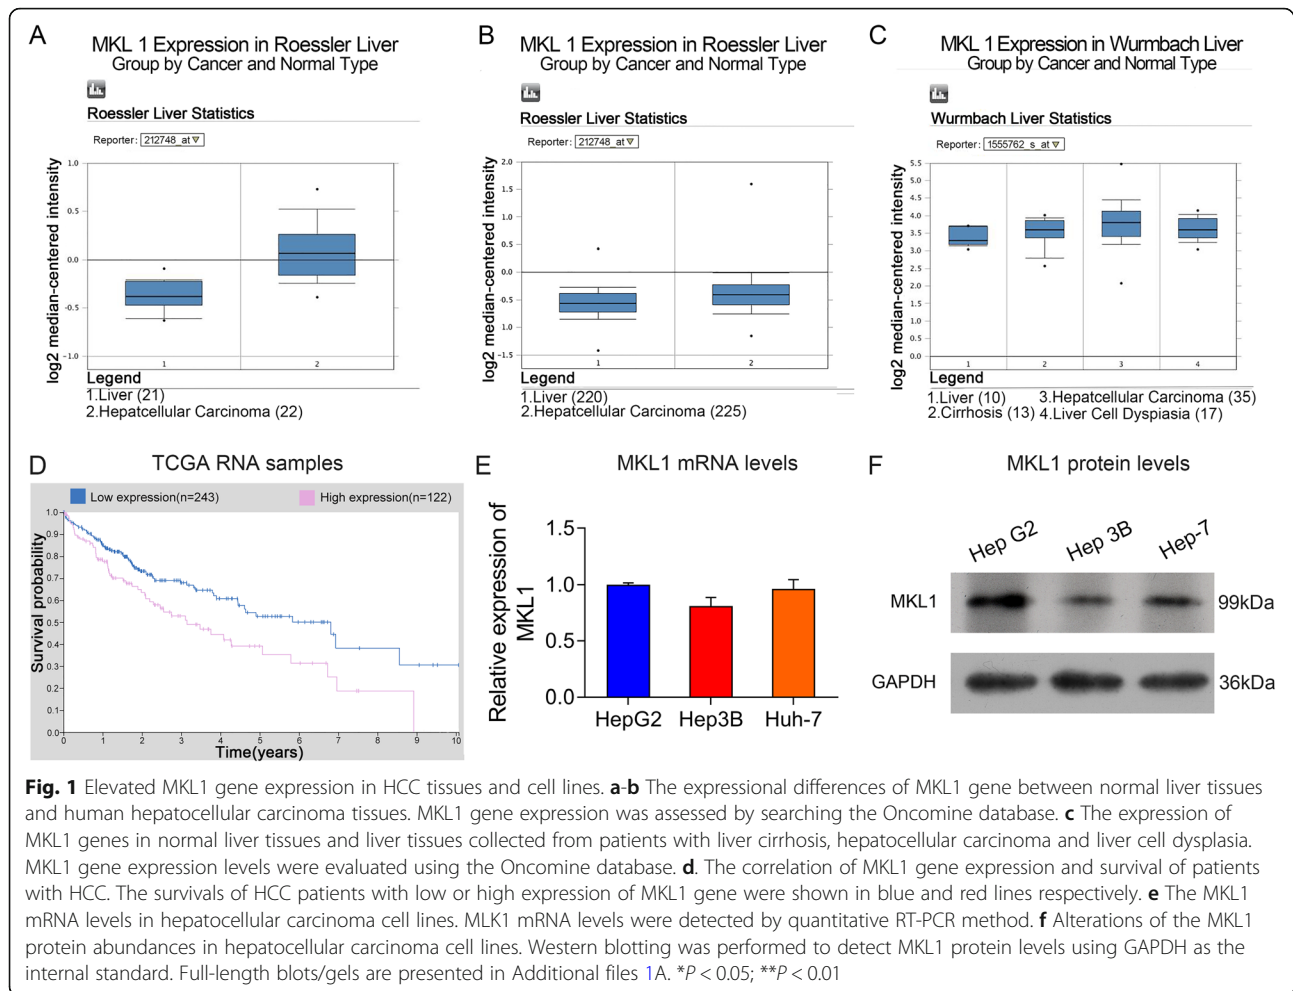 A
MKL 1 Expression in Roessler Liver
Group by Cancer and Normal Type
Roessler Liver Statistics
Reporter: 212748_at
log2 median-centered intensity
1.0
0.5
0.0
-0.5
-1.0
1
2
Legend
1.Liver (21)
2.Hepatcellular Carcinoma (22)
B
MKL 1 Expression in Roessler Liver
Group by Cancer and Normal Type
Roessler Liver Statistics
Reporter: 212748_at
log2 median-centered intensity
2.0
1.5
1.0
0.5
0.0
-0.5
1.0
-1.5
1
2
Legend
1.Liver (220)
2.Hepatcellular Carcinoma (225)
C
MKL 1 Expression in Wurmbach Liver
Group by Cancer and Normal Type
Wurmbach Liver Statistics
Reporter: 1555762_s_at
log2 median-centered intensity
5.5
5.0
4.5
4.0
3.5
3.0
2.5
2.0
1.5
1.0
0.5
0.0
1
2
3
4
Legend
1.Liver (10) 3.Hepatcellular Carcinoma (35)
2.Cirrhosis (13) 4.Liver Cell Dyspiasia (17)
D
TCGA RNA samples
Low expression(n=243) High expression(n=122)
Survival probability
1.0
0.9
0.8
0.7
0.6
0.5
0.4
0.3
0.2
0.1
0.0
0 1 2 3 4 5 6 7 8 9 10
Time(years)
E
MKL1 mRNA levels
Relative expression of
MKL1
1.5
1.0
0.5
0.0
HepG2 Hep3B Huh-7
F
MKL1 protein levels
Hep G2 Hep 3B Hep-7
MKL1 99kDa
GAPDH 36kDa
Fig. 1 Elevated MKL1 gene expression in HCC tissues and cell lines. a-b The expressional differences of MKL1 gene between normal liver tissues
and human hepatocellular carcinoma tissues. MKL1 gene expression was assessed by searching the Oncomine database. c The expression of
MKL1 genes in normal liver tissues and liver tissues collected from patients with liver cirrhosis, hepatocellular carcinoma and liver cell dysplasia.
MKL1 gene expression levels were evaluated using the Oncomine database. d. The correlation of MKL1 gene expression and survival of patients
with HCC. The survivals of HCC patients with low or high expression of MKL1 gene were shown in blue and red lines respectively. e The MKL1
mRNA levels in hepatocellular carcinoma cell lines. MLK1 mRNA levels were detected by quantitative RT-PCR method. f Alterations of the MKL1
protein abundances in hepatocellular carcinoma cell lines. Western blotting was performed to detect MKL1 protein levels using GAPDH as the
internal standard. Full-length blots/gels are presented in Additional files 1A. *P < 0.05; **P < 0.01